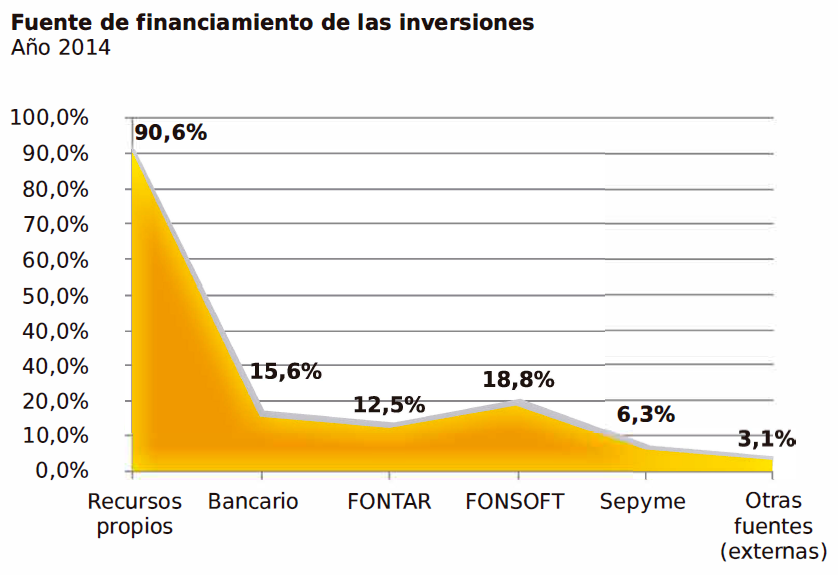 Fuente de financiamiento de las inversiones
Año 2014
100,0%
90,6%
90,0%
80,0%
70,0%
60,0%
50,0%
40,0%
40,0%
15,6%
18,8%
20,0%
12,5%
6,3%
10,0%
3,1%
0,0%
Recursos propios
Bancario
FONTAR
FONSOFT
Sepyme
Otras
fuentes
(externas)